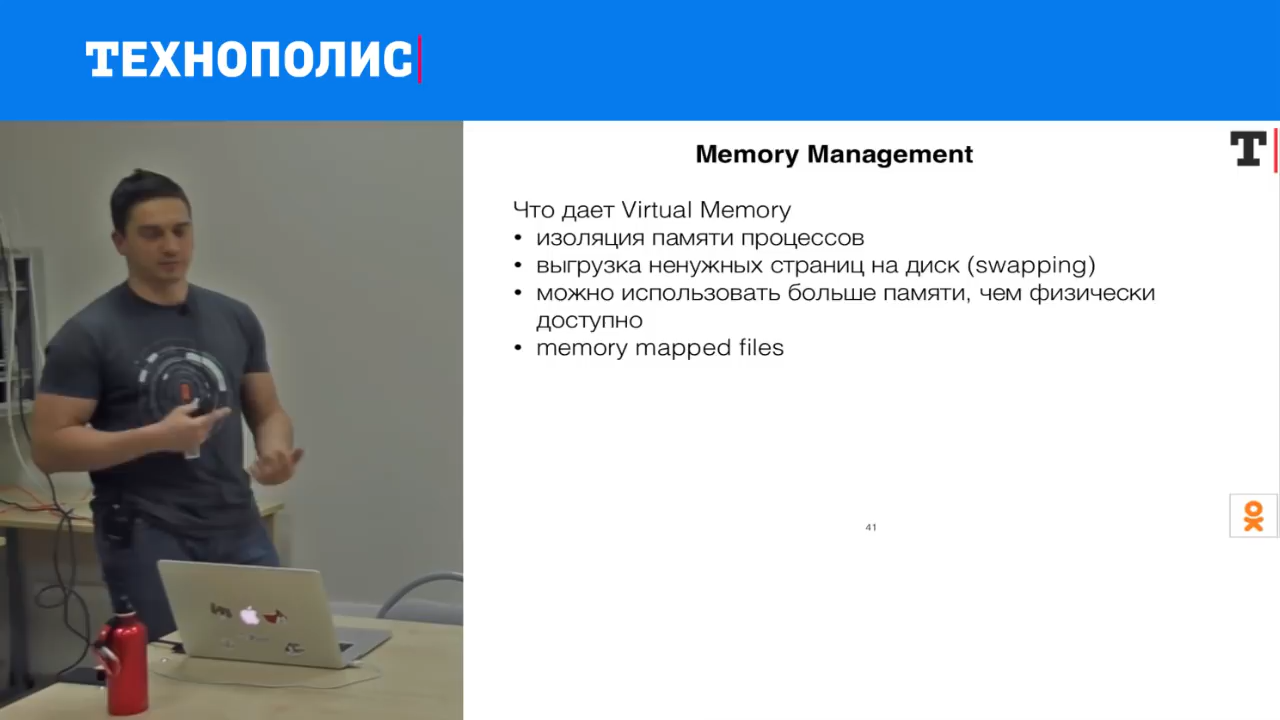 ТЕХНОПОЛИС
Memory Management
T
Что дает Virtual Memory
• изоляция памяти процессов
• выгрузка ненужных страниц на диск (swapping)
• можно использовать больше памяти, чем физически
доступно
• memory mapped files
41